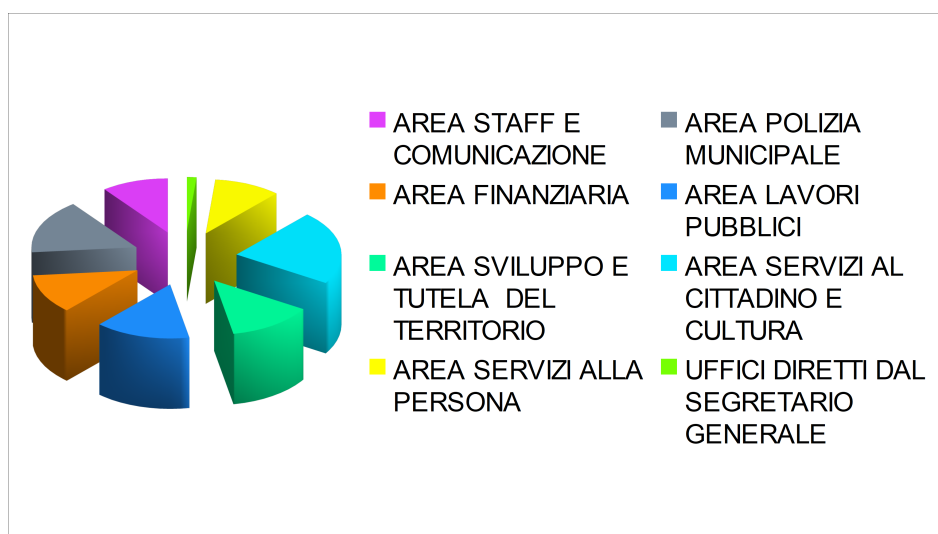 AREA STAFF E
COMUNICAZIONE
AREA POLIZIA
MUNICIPALE
AREA FINANZIARIA
AREA LAVORI
PUBBLICI
AREA SVILUPPO E
TUTELA  DEL
TERRITORIO
AREA SERVIZI AL
CITTADINO E
CULTURA
AREA SERVIZI ALLA
PERSONA
UFFICI DIRETTI DAL
SEGRETARIO
GENERALE